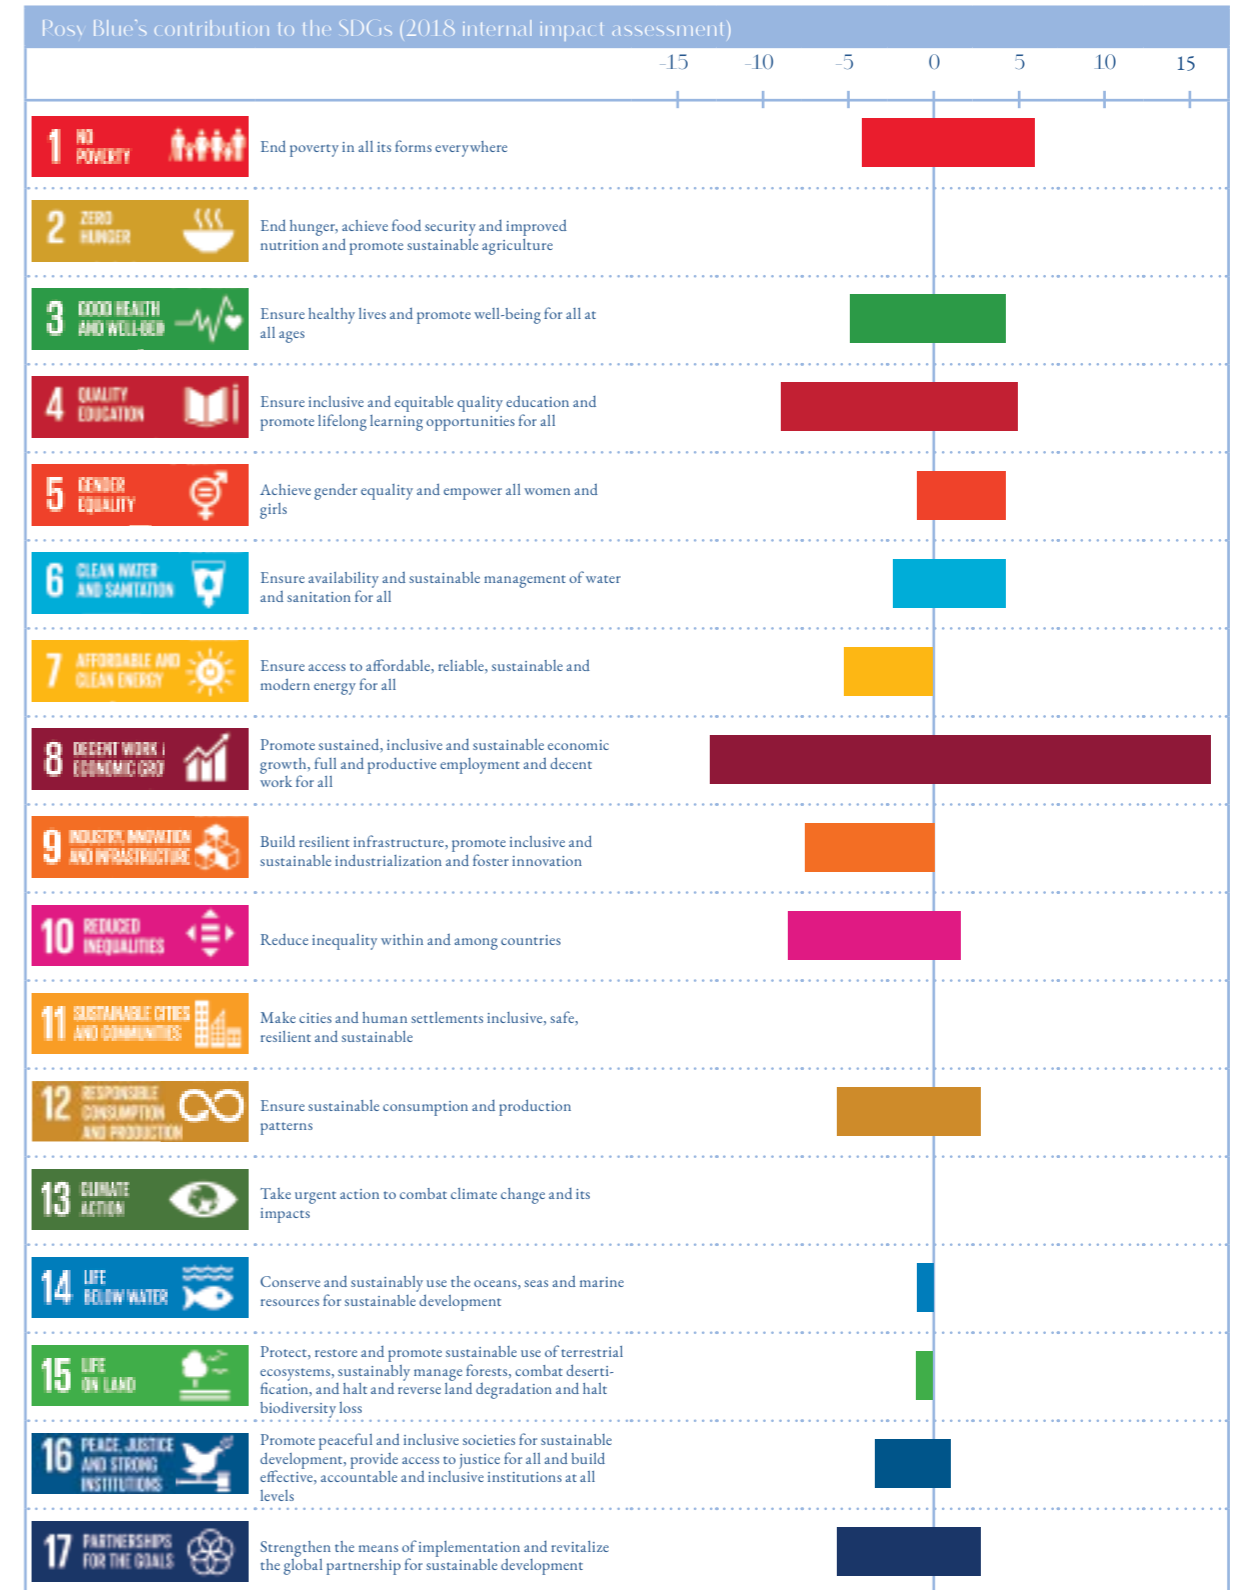 Rosy Blue's contribution to the SDGs (2018 internal impact assessment)
-15 -10 -5 0 5 10 15
1 NO
POVERTY
End poverty in all its forms everywhere
2 ZERO
HUNGER
End hunger, achieve food security and improved
nutrition and promote sustainable agriculture
3 GOOD HEALTH
AND WELL-BEI
Ensure healthy lives and promote well-being for all at
all ages
4 QUALITY
EDUCATION
Ensure inclusive and equitable quality education and
promote lifelong learning opportunities for all
5 GENDER
EQUALITY
Achieve gender equality and empower all women and
girls
6 CLEAN WATER
AND SANITATION
Ensure availability and sustainable management of water
and sanitation for all
7 AFFORDABLE AND
CLEAN ENERGY
Ensure access to affordable, reliable, sustainable and
modern energy for all
8 DECENT WORK
ECONOMIC GRO
Promote sustained, inclusive and sustainable economic
growth, full and productive employment and decent
work for all
9 INDUSTRY, INNOVATION
AND INFRASTRUCTURE
Build resilient infrastructure, promote inclusive and
sustainable industrialization and foster innovation
10 REDUCED
INEQUALITIES
Reduce inequality within and among countries
11 SUSTAINABLE CITIES
AND COMMUNITIES
Make cities and human settlements inclusive, safe,
resilient and sustainable
12 RESPONSIBLE
CONSUMPTION
AND PRODUCTION
Ensure sustainable consumption and production
patterns
13 CLIMATE
ACTION
Take urgent action to combat climate change and its
impacts
14 LIFE
BELOW WATER
Conserve and sustainably use the oceans, seas and marine
resources for sustainable development
15 LIFE
ON LAND
Protect, restore and promote sustainable use of terrestrial
ecosystems, sustainably manage forests, combat deserti-
fication, and halt and reverse land degradation and halt
biodiversity loss
16 PEACE, JUSTICE
AND STRONG
INSTITUTIONS
Promote peaceful and inclusive societies for sustainable
development, provide access to justice for all and build
effective, accountable and inclusive institutions at all
levels
17 PARTNERSHIPS
FOR THE GOALS
Strengthen the means of implementation and revitalize
the global partnership for sustainable development